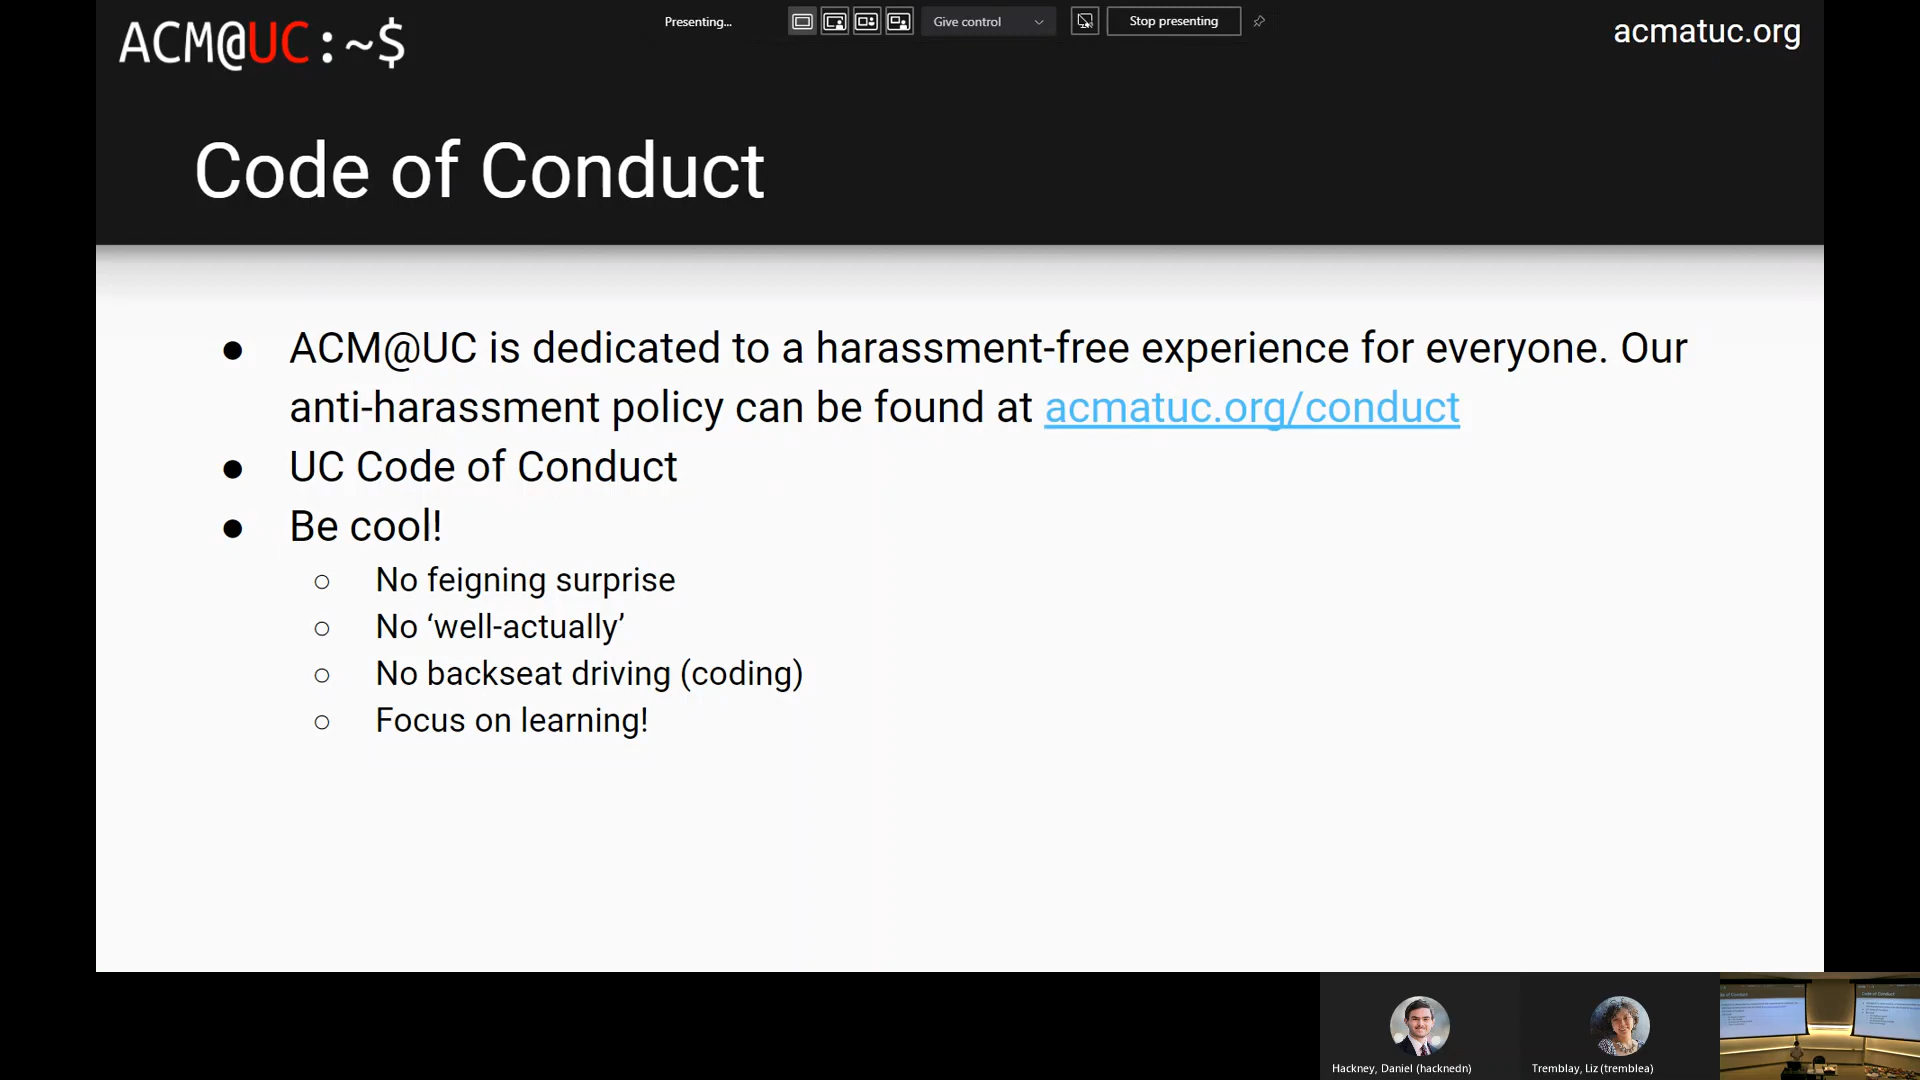 Presenting...
Give control
Stop presenting
ACM@UC:~$
acmatuc.org
Code of Conduct
● ACM@UC is dedicated to a harassment-free experience for everyone. Our
anti-harassment policy can be found at acmatuc.org/conduct
● UC Code of Conduct
● Be cool!
○ No feigning surprise
○ No ‘well-actually’
○ No backseat driving (coding)
○ Focus on learning!
Hackney, Daniel (hacknedn)
Tremblay, Liz (tremblea)